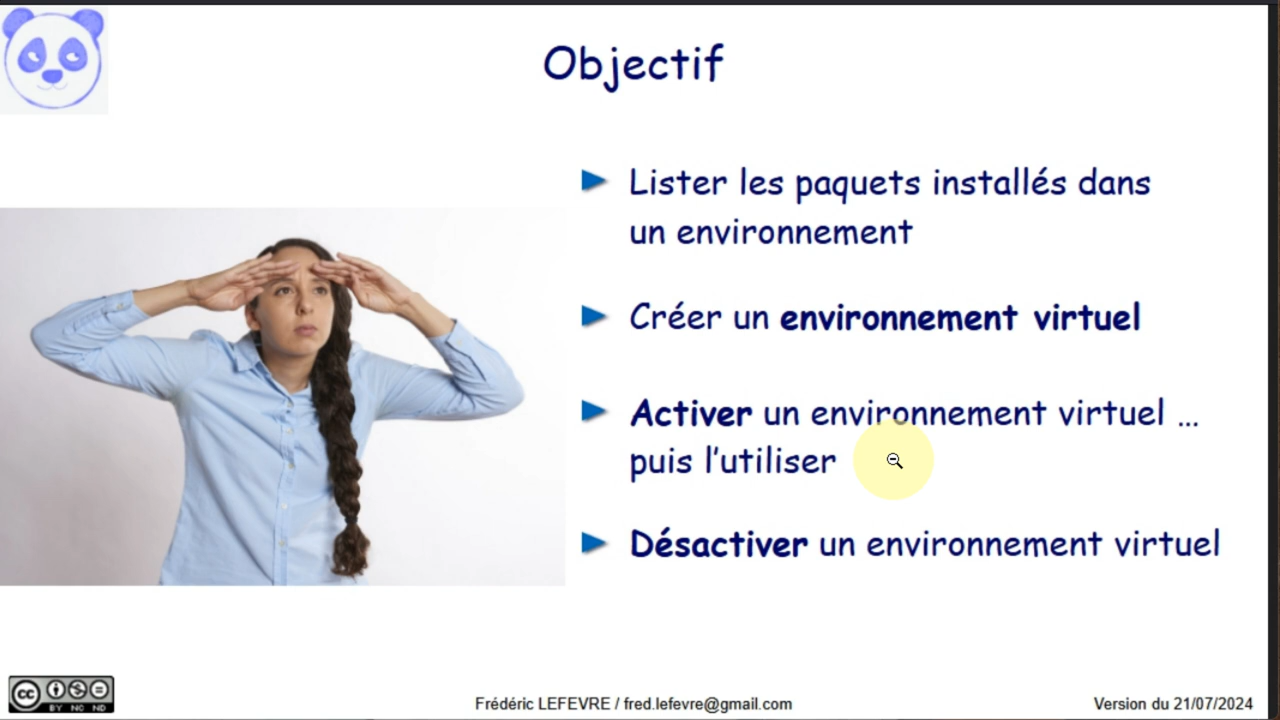 Objectif
Lister les paquets installés dans
un environnement
Créer un environnement virtuel
Activer un environnement virtuel ...
puis l'utiliser
Désactiver un environnement virtuel
cc
BY NC ND
Frédéric LEFEVRE / fred.lefevre@gmail.com
Version du 21/07/2024